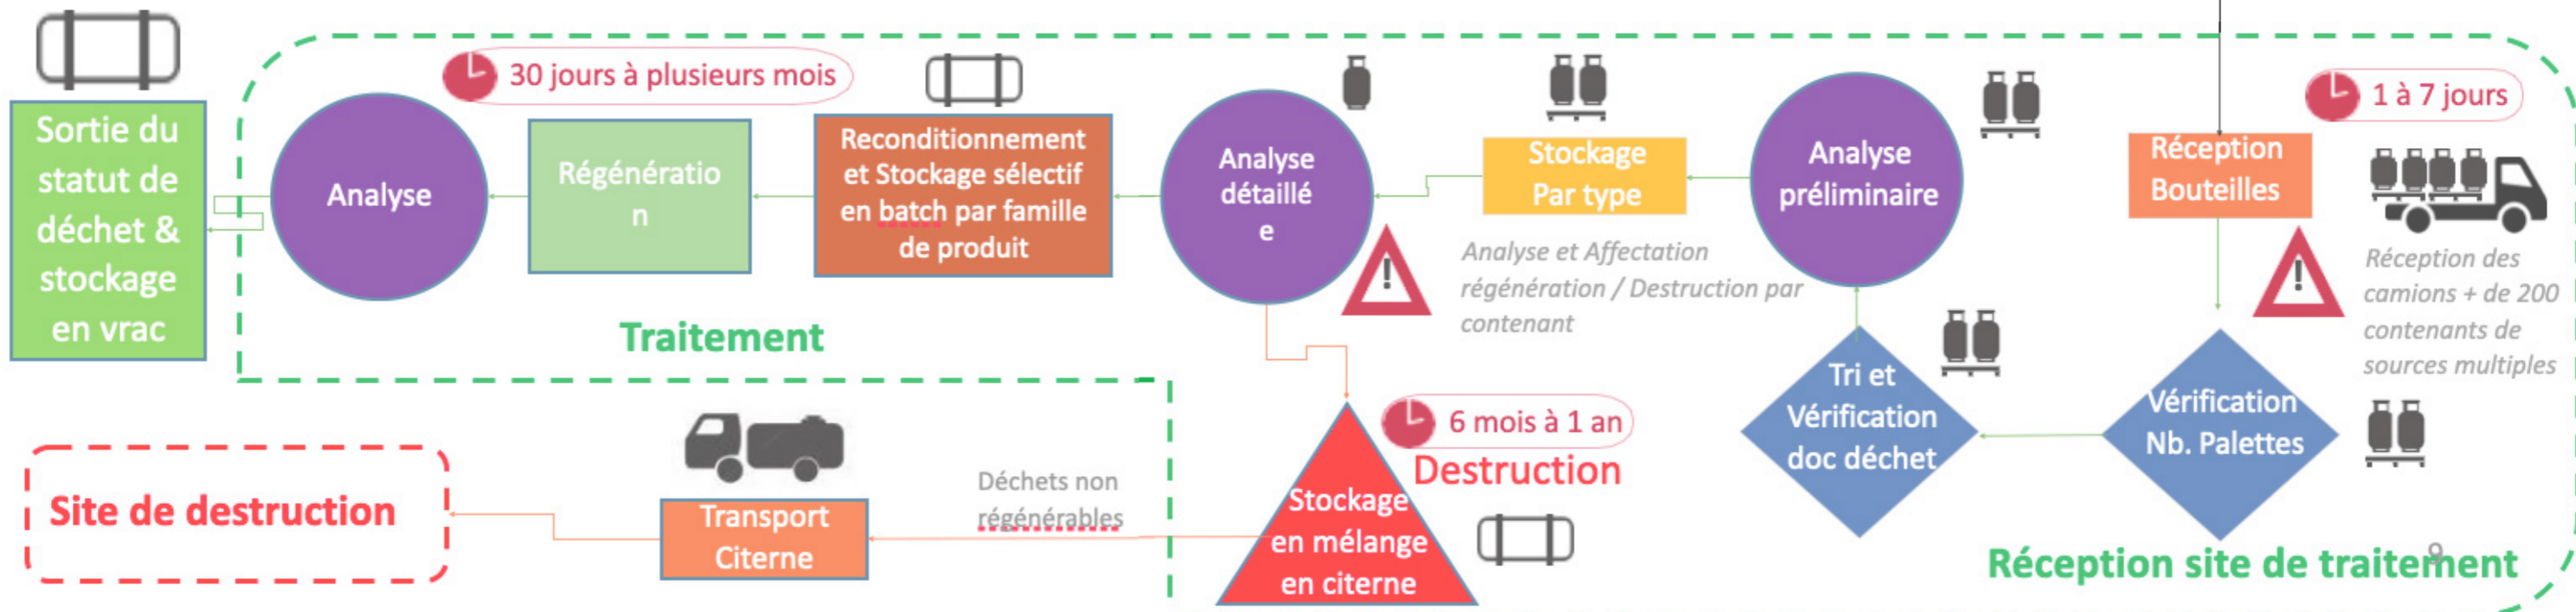 Sortie du
statut de
déchet &
stockage
en vrac
30 jours à plusieurs mois
Analyse
Régénératio
n
Reconditionnement
et Stockage sélectif
en batch par famille
de produit
Analyse
détaillé
e
Stockage
Par type
Analyse et Affectation
régénération / Destruction par
contenant
Analyse
préliminaire
Réception
Bouteilles
1 à 7 jours
Réception des
camions + de 200
contenants de
sources multiples
Traitement
Tri et
Vérification
doc déchet
Vérification
Nb. Palettes
6 mois à 1 an
Destruction
Stockage
en mélange
en citerne
Déchets non
régénérables
Transport
Citerne
Site de destruction
Réception site de traitement
9